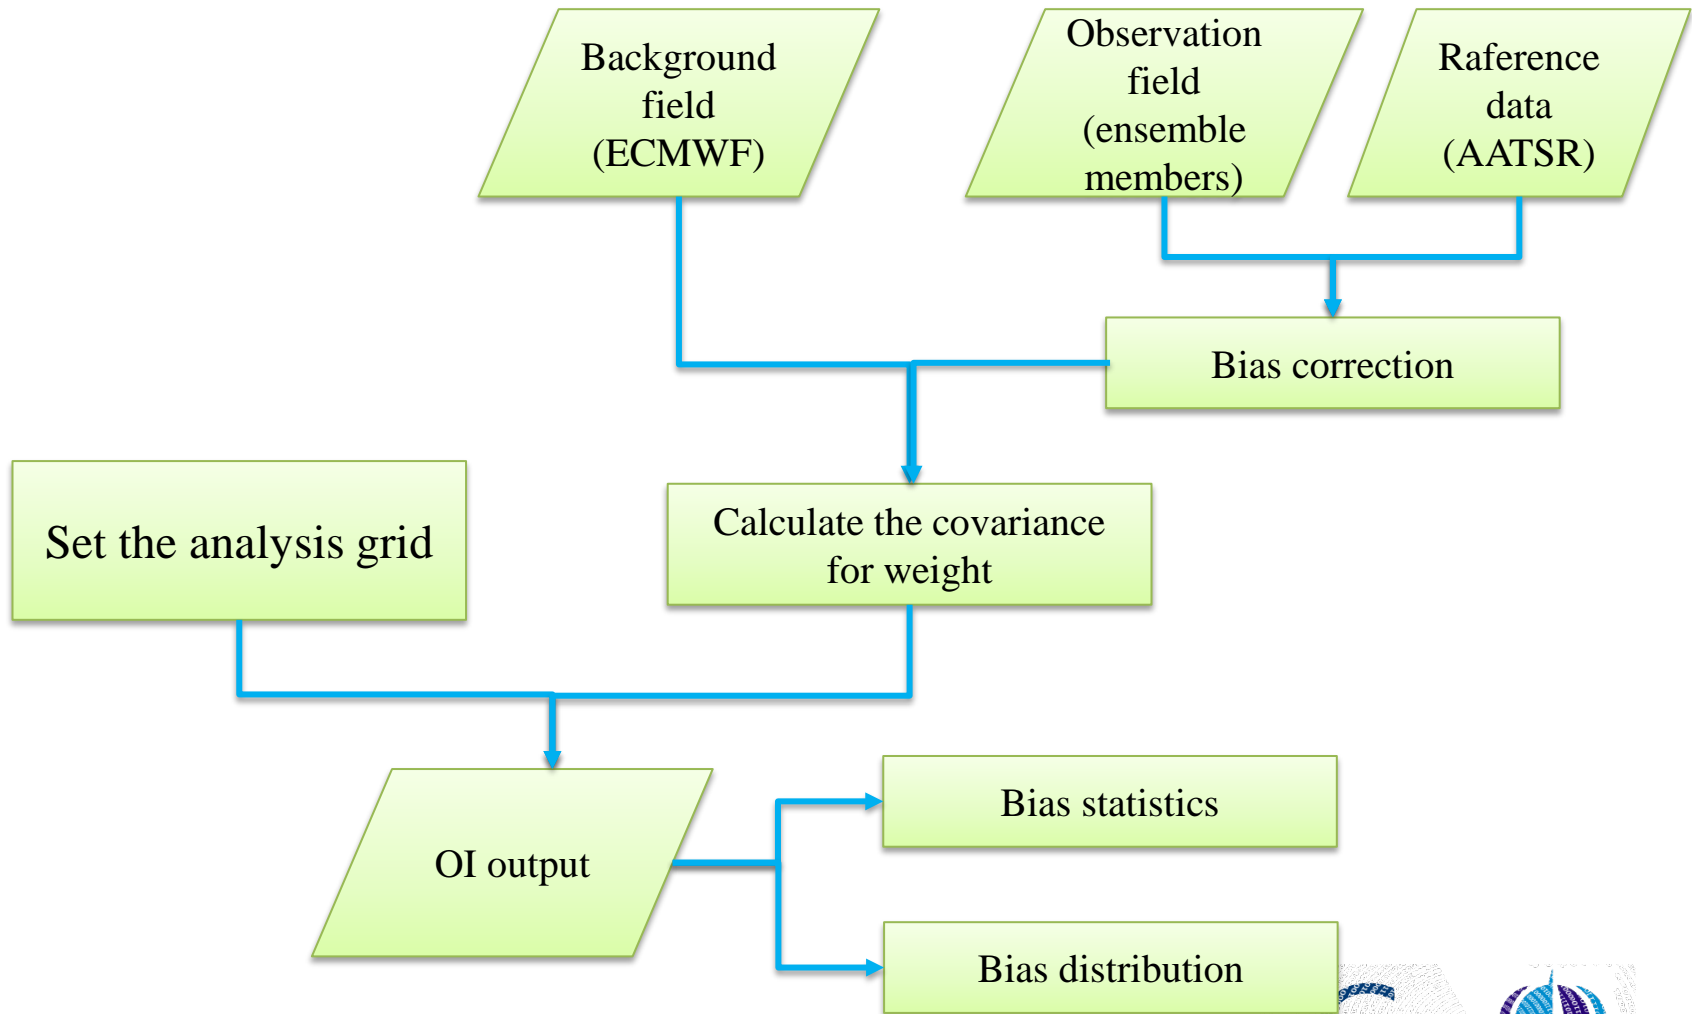 Background
field
(ECMWF)
Observation
field
(ensemble
members)
Raference
data
(AATSR)
Bias correction
Set the analysis grid
Calculate the covariance
for weight
OI output
Bias statistics
Bias distribution